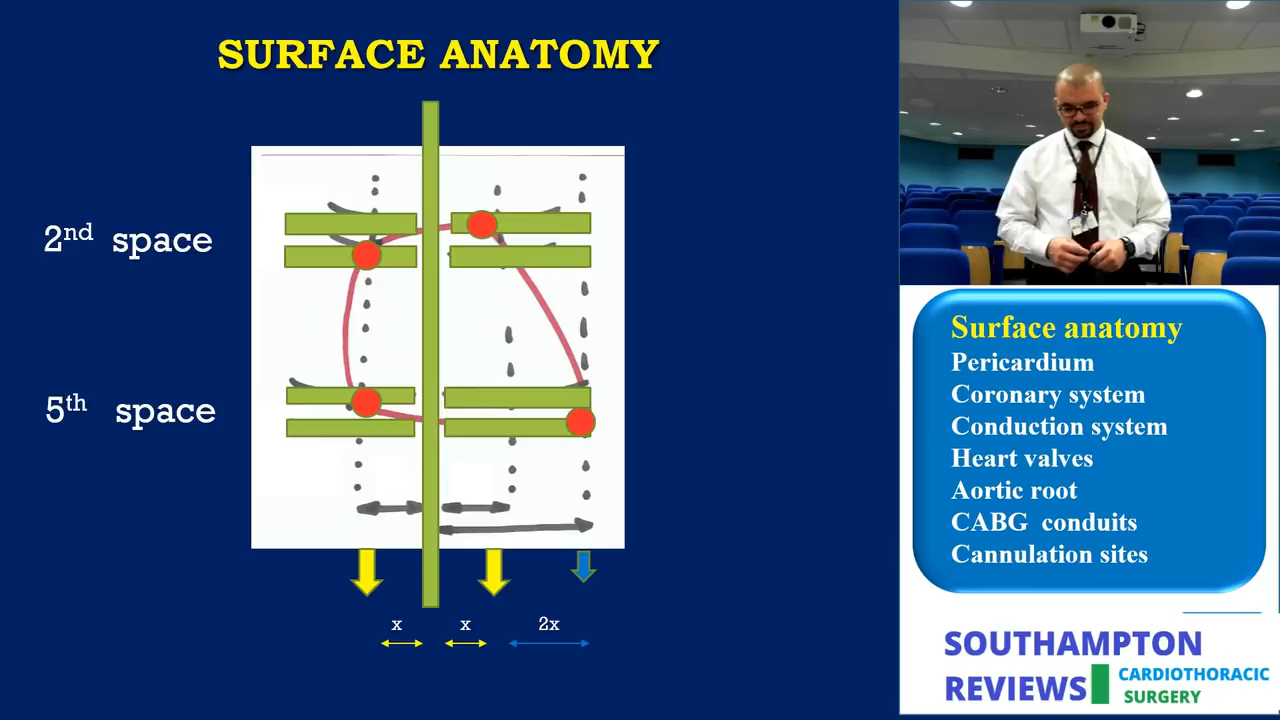 SURFACE ANATOMY
2nd space
5th space
x x 2x
Surface anatomy
Pericardium
Coronary system
Conduction system
Heart valves
Aortic root
CABG conduits
Cannulation sites
SOUTHAMPTON
REVIEWS CARDIOTHORACIC
SURGERY